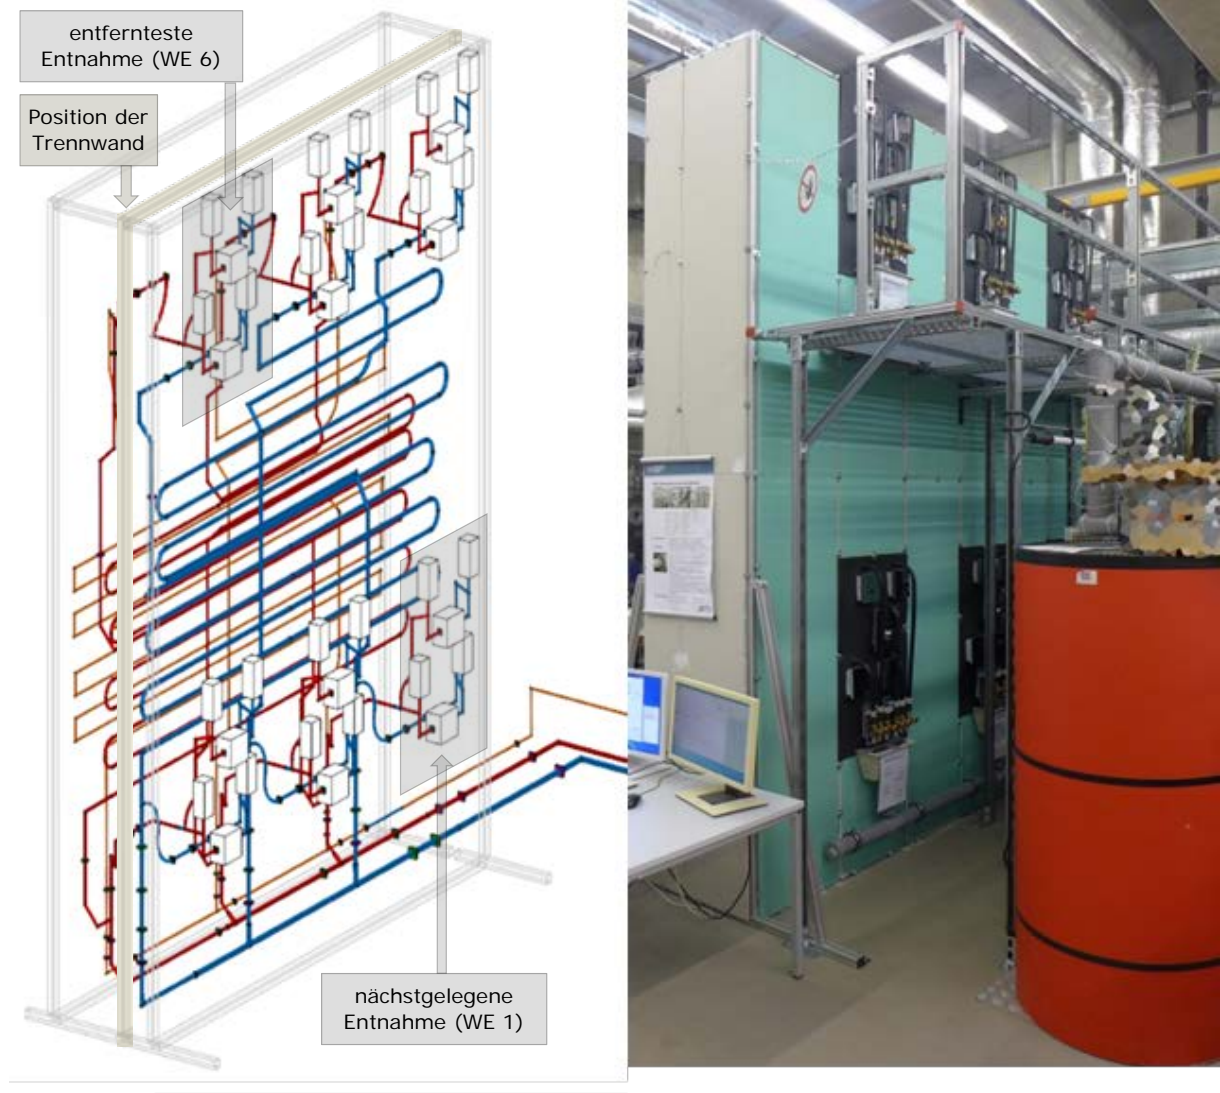 entfernteste
Entnahme (WE 6)
Position der
Trennwand
nächstgelegene
Entnahme (WE 1)